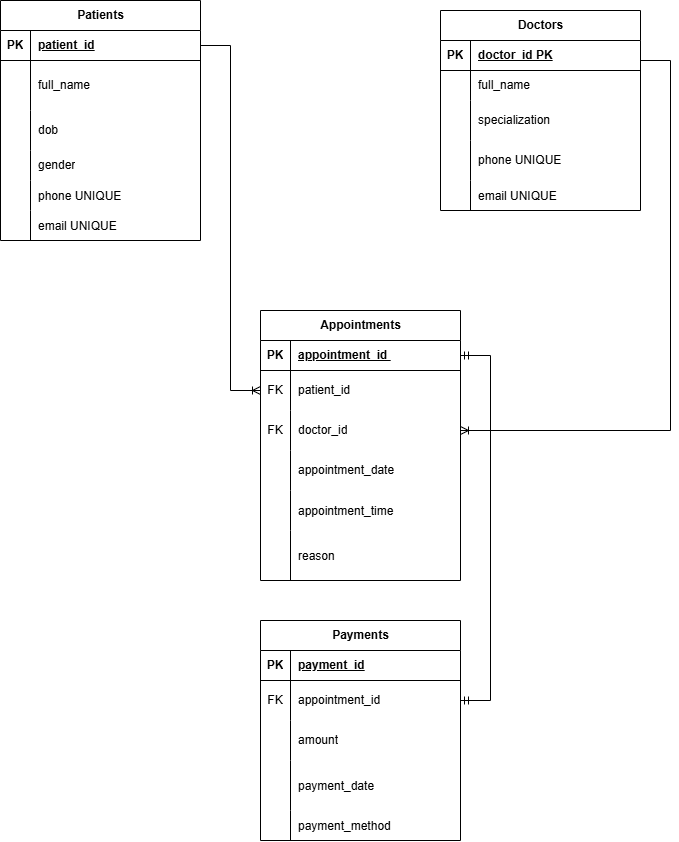 Patients
PK patient_id
full_name
dob
gender
phone UNIQUE
email UNIQUE
Doctors
PK doctor_id PK
full_name
specialization
phone UNIQUE
email UNIQUE
Appointments
PK appointment_id
FK patient_id
FK doctor_id
appointment_date
appointment_time
reason
Payments
PK payment_id
FK appointment_id
amount
payment_date
payment_method